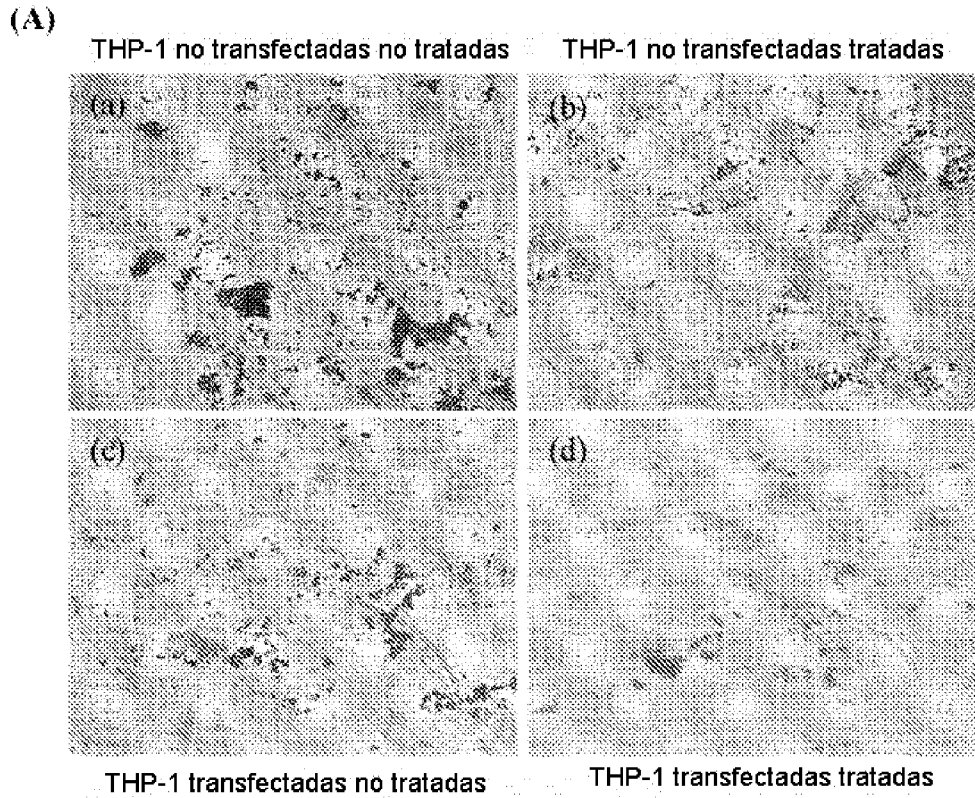 (A)
THP-1 no transfectadas no tratadas
THP-1 no transfectadas tratadas
(a)
(b)
(c)
(d)
THP-1 transfectadas no tratadas
THP-1 transfectadas tratadas